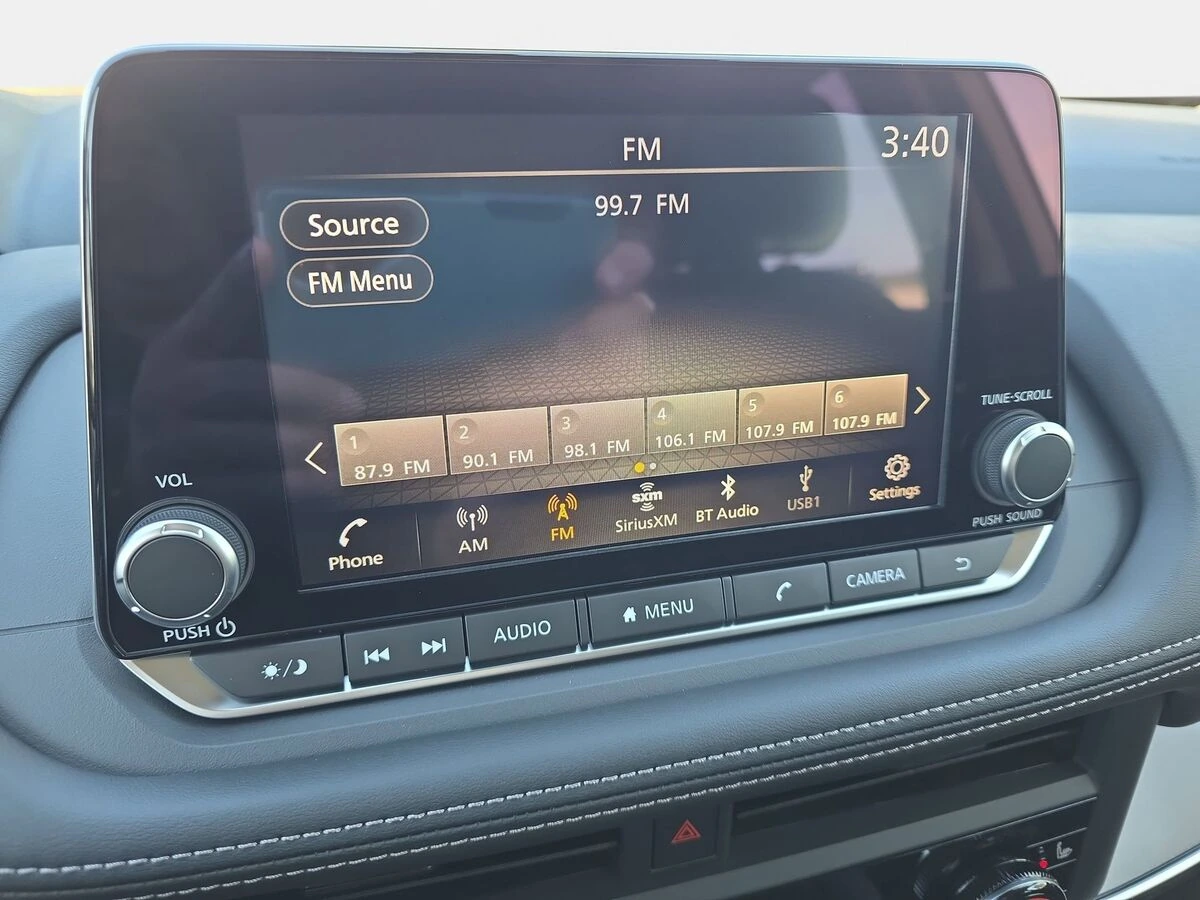 FM
3:40
99.7 FM
Source
FM Menu
1 87.9 FM
2 90.1 FM
3 98.1 FM
4 106.1 FM
5 107.9 FM
6 107.9 FM
Phone
AM
FM
sxm
SiriusXM
BT Audio
USB1
Settings
VOL
PUSH
TUNE·SCROLL
PUSH SOUND
AUDIO
MENU
CAMERA